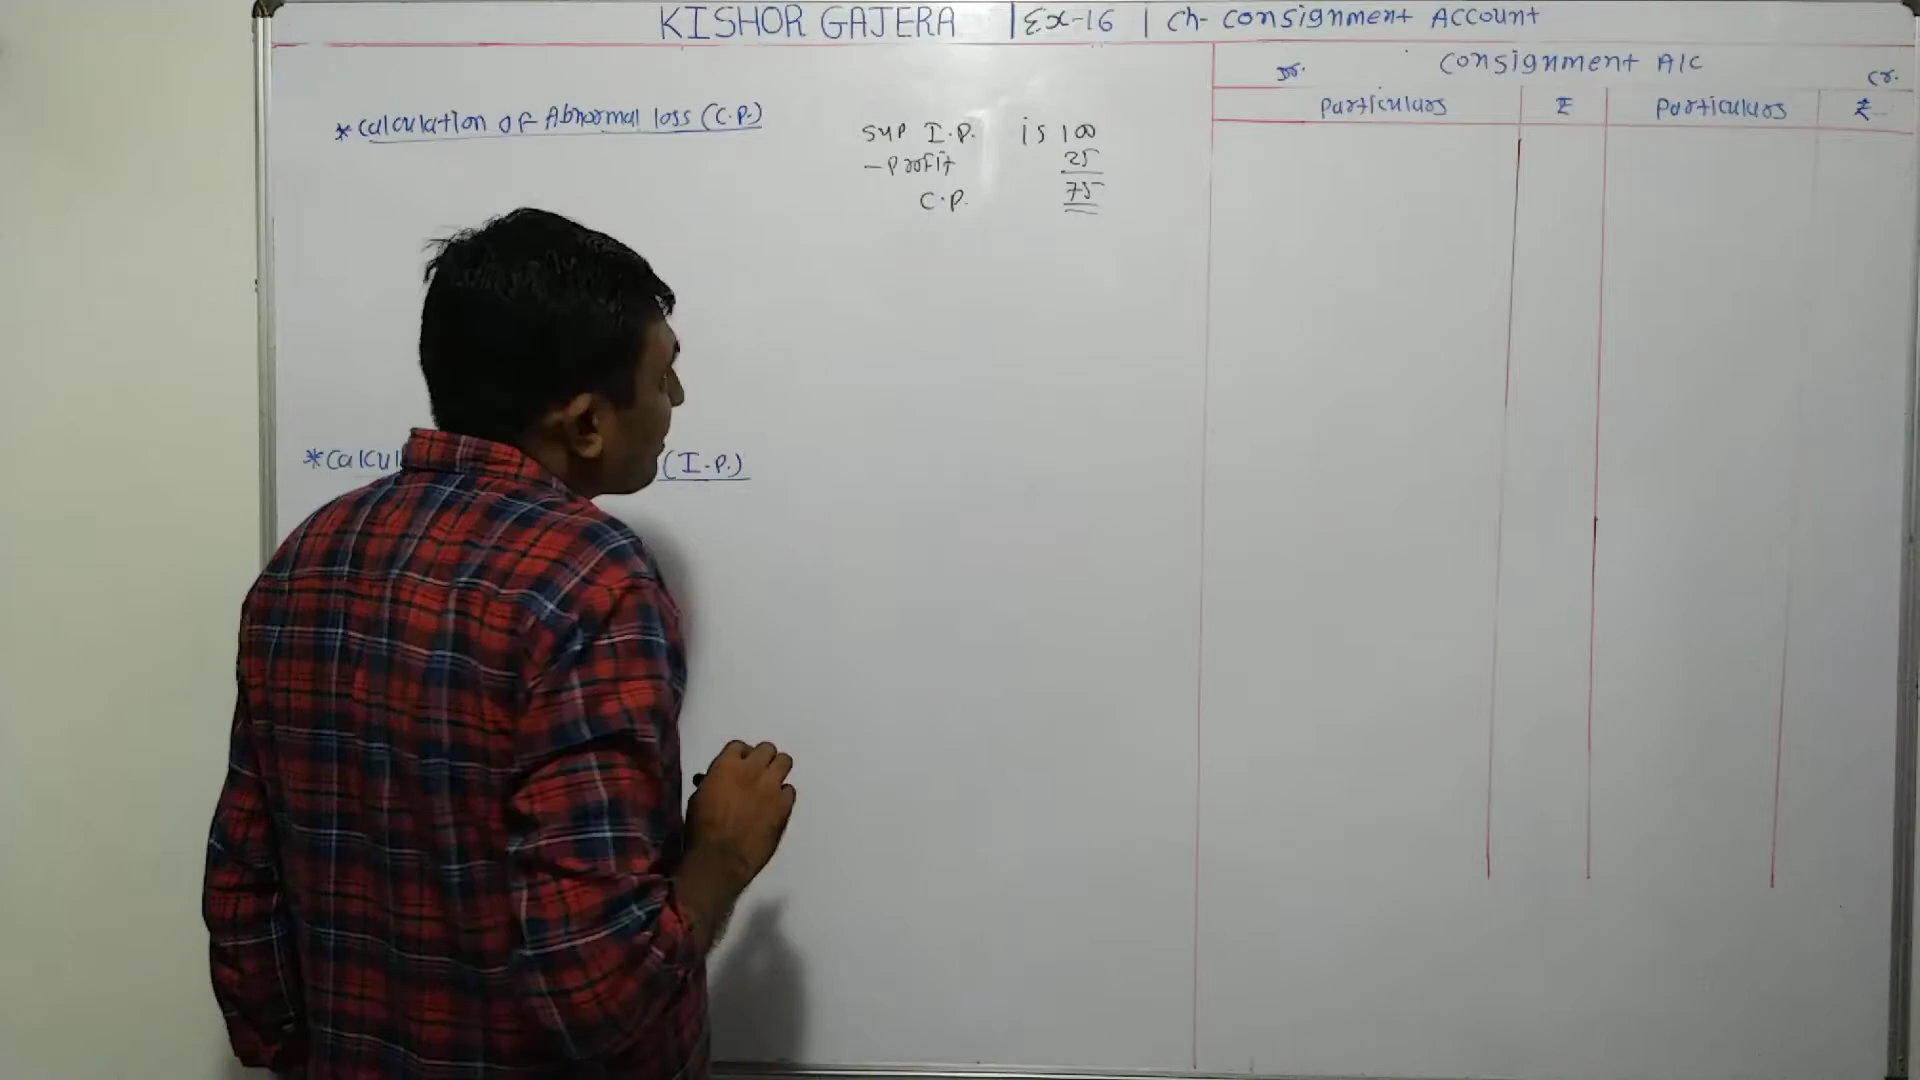 KISHOR GAJERA | Ex-16 | Ch- Consignment Account
* Calculation of Abnormal loss (C.P.)
Sup I.P. is 100
- Profit 25
C.P. 75
* Calcul
(I.P.)
Consignment A/C
Dr.
Cr.
Particulars ₹ Particulars ₹